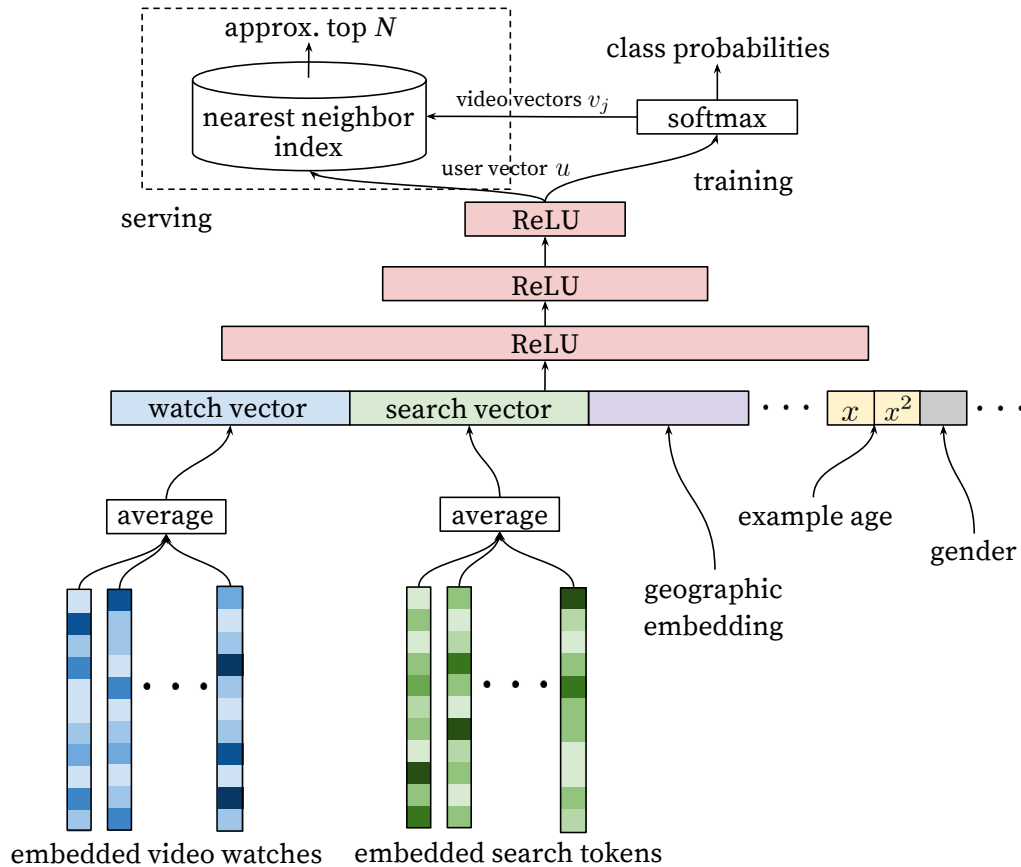 approx. top N
class probabilities
nearest neighbor
index
video vectors v_j
softmax
user vector u
training
serving
ReLU
ReLU
ReLU
watch vector
search vector
x
x^2
average
average
example age
gender
geographic
embedding
embedded video watches
embedded search tokens